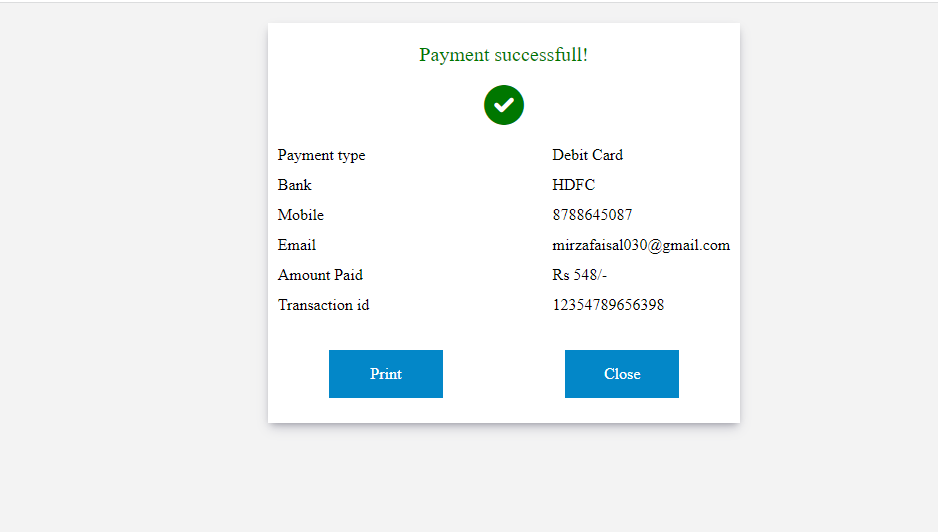 Payment successfull!
Payment type Debit Card
Bank HDFC
Mobile 8788645087
Email mirzafaisal030@gmail.com
Amount Paid Rs 548/-
Transaction id 12354789656398
Print Close